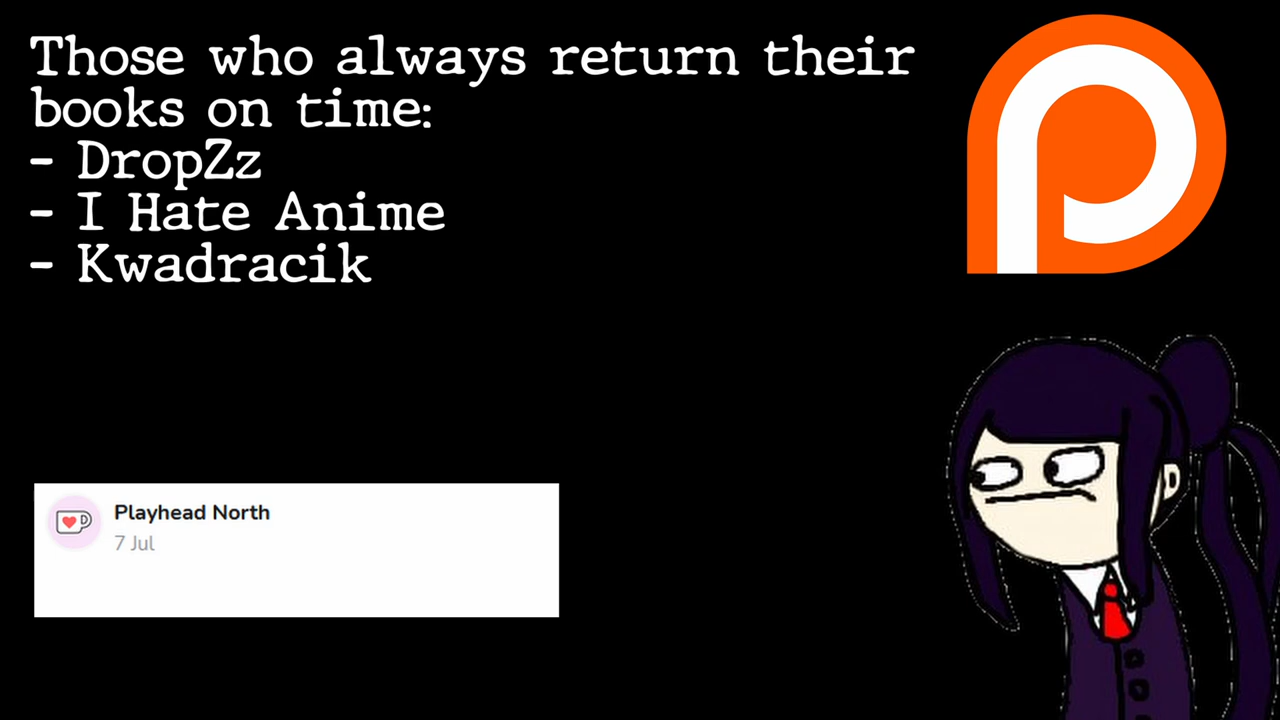 Those who always return their
books on time:
- DropZz
- I Hate Anime
- Kwadracik
Playhead North
7 Jul